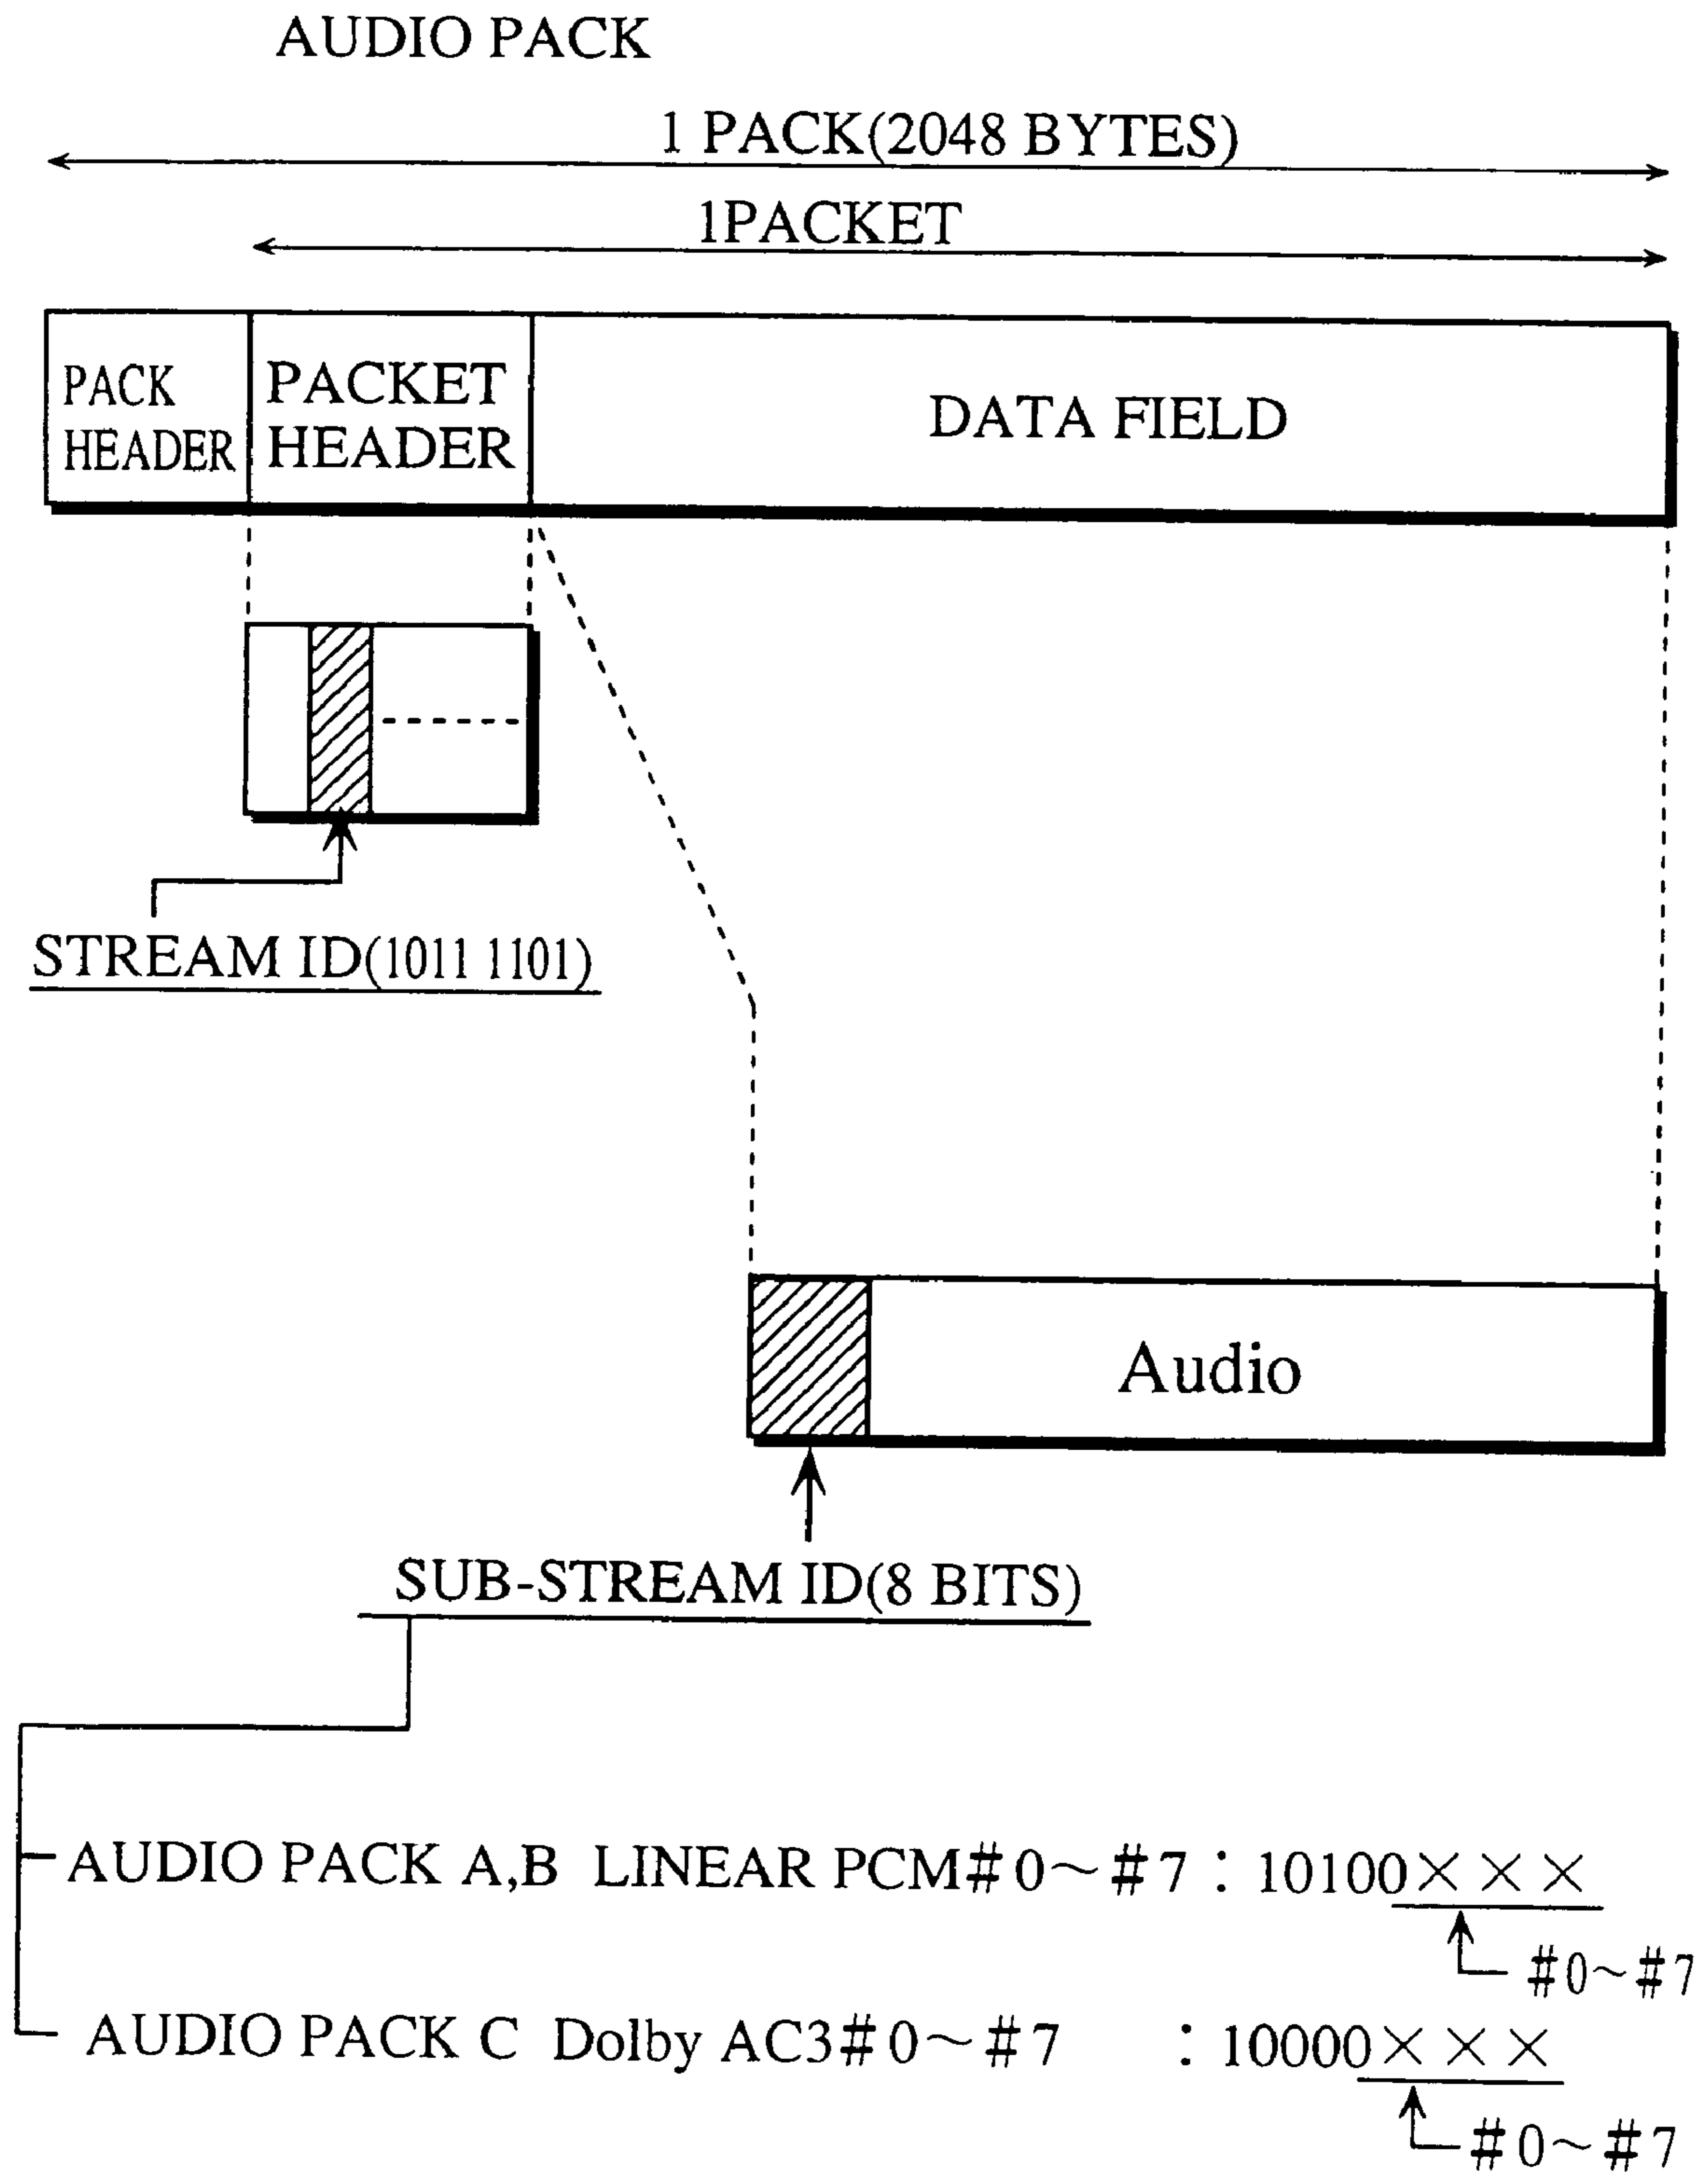 AUDIO PACK
1 PACK(2048 BYTES)
1PACKET
PACK
HEADER
PACKET
HEADER
DATA FIELD
STREAM ID(1011 1101)
Audio
SUB-STREAM ID(8 BITS)
AUDIO PACK A,B LINEAR PCM#0~#7 : 10100×××
#0~#7
AUDIO PACK C Dolby AC3#0~#7 : 10000×××
#0~#7